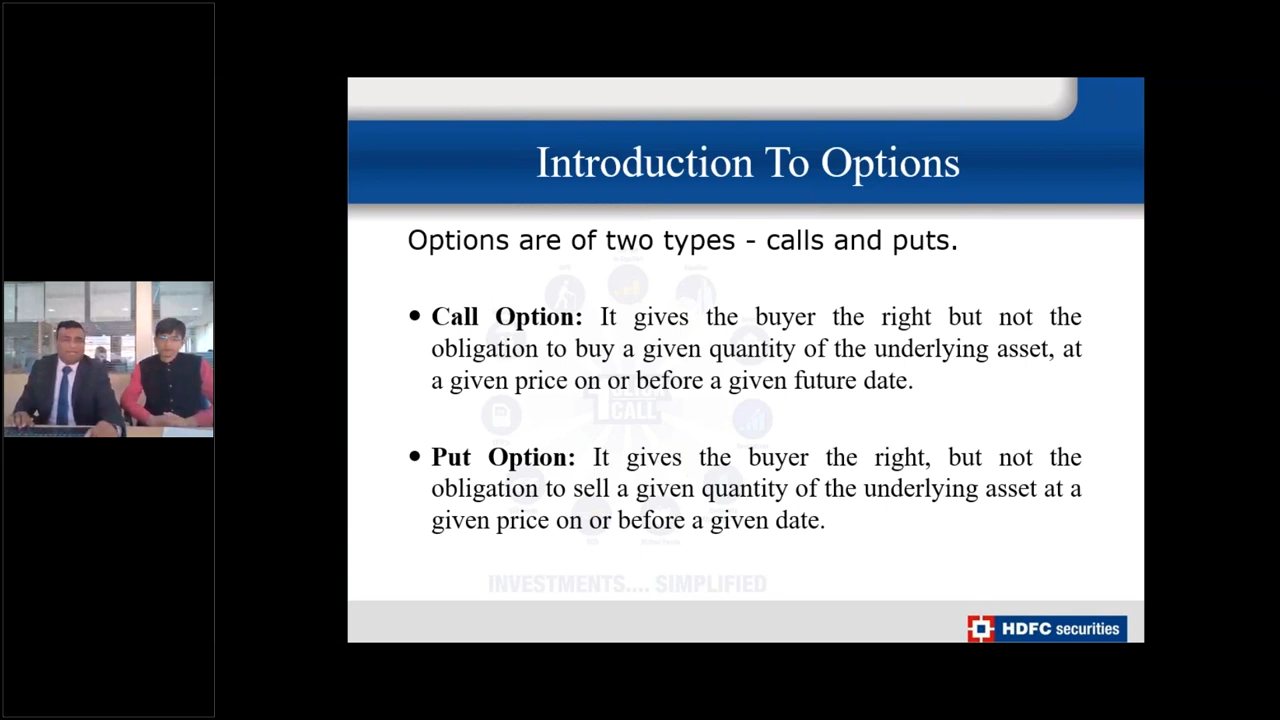 Introduction To Options
Options are of two types - calls and puts.
• Call Option: It gives the buyer the right but not the
obligation to buy a given quantity of the underlying asset, at
a given price on or before a given future date.
CLICK
CALL
• Put Option: It gives the buyer the right, but not the
obligation to sell a given quantity of the underlying asset at a
given price on or before a given date.
INVESTMENTS.... SIMPLIFIED
HDFC securities